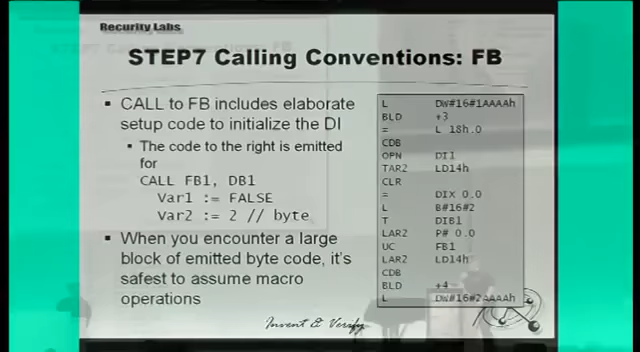 Recurity Labs
STEP7 Calling Conventions: FB
CALL to FB includes elaborate
setup code to initialize the DI
The code to the right is emitted
for
CALL FB1, DB1
Var1 := FALSE
Var2 := 2 // byte
When you encounter a large
block of emitted byte code, it's
safest to assume macro
operations
L DW#16#1AAAAh
BLD +3
= L 18h.0
CDB
OPN DI1
TAR2 LD14h
CLR
= DIX 0.0
L B#16#2
T DIB1
LAR2 P# 0.0
UC FB1
LAR2 LD14h
CDB
BLD +4
L DW#16#2AAAAh
Invent & Verify